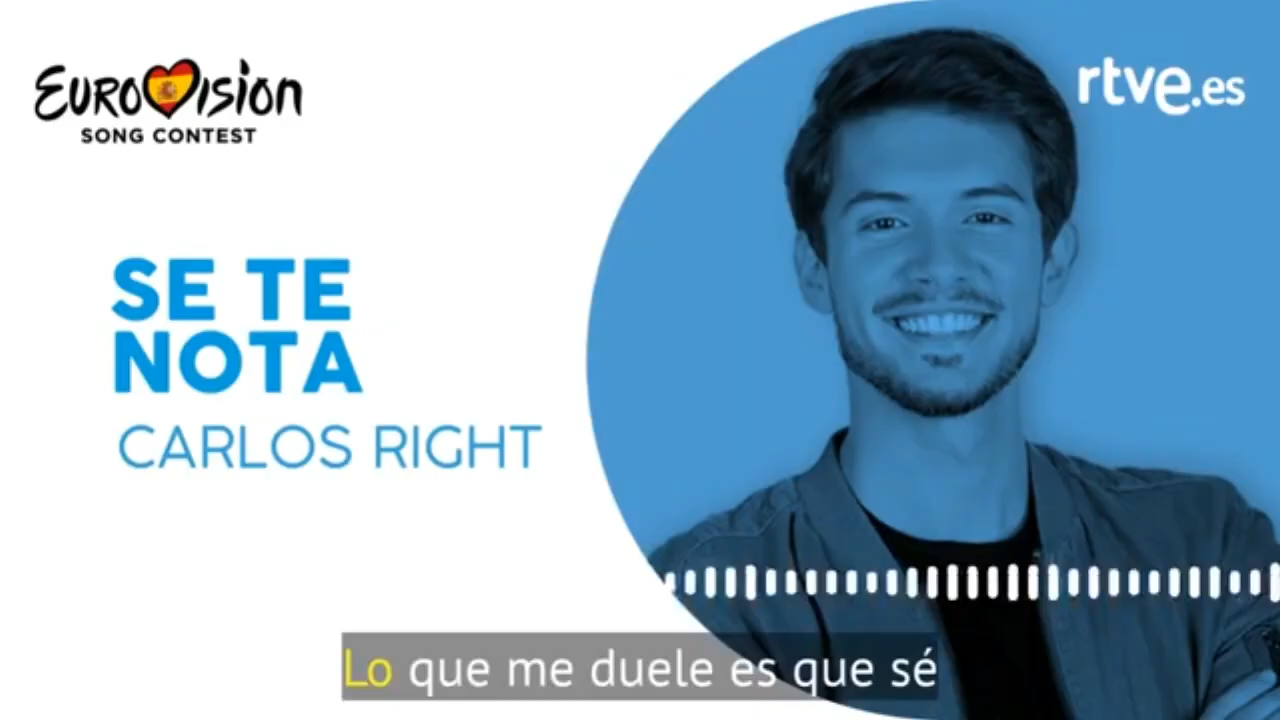 EUROVISION
SONG CONTEST
rtve.es
SE TE
NOTA
CARLOS RIGHT
Lo que me duele es que sé